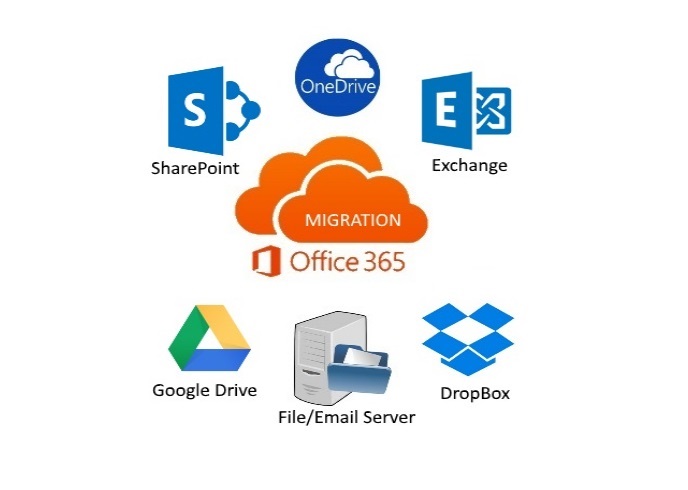 OneDrive
S
E
SharePoint
Exchange
MIGRATION
Office 365
Google Drive
File/Email Server
DropBox